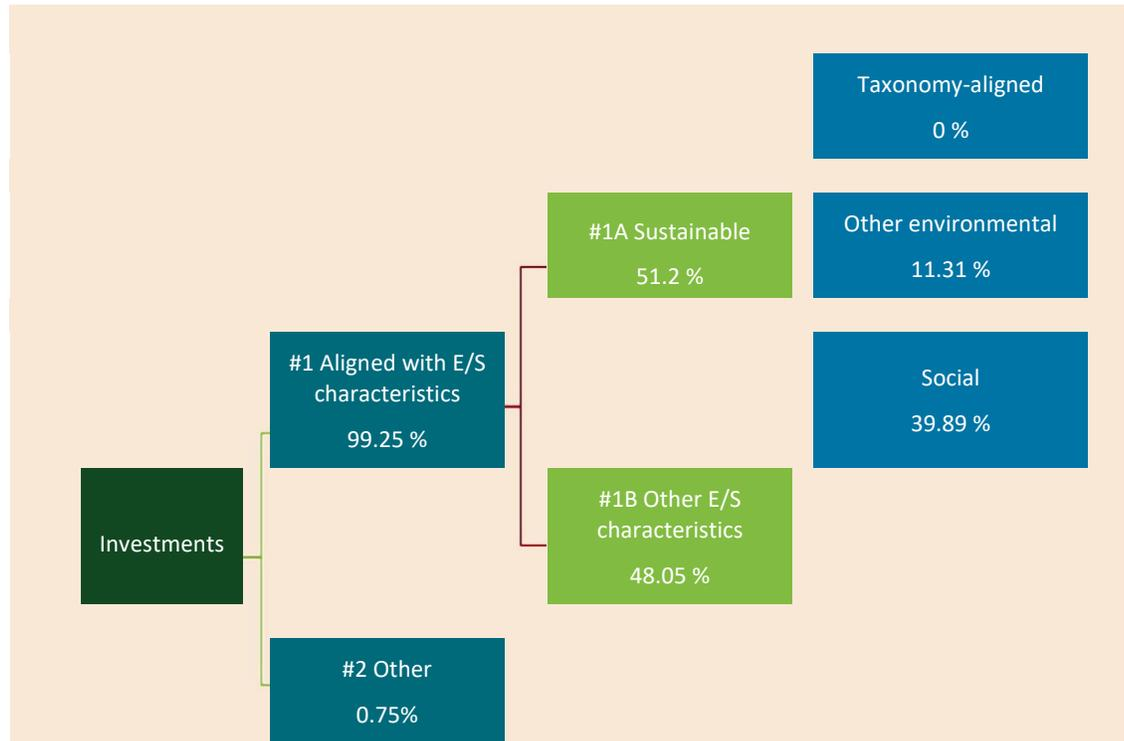 Taxonomy-aligned
0 %
#1A Sustainable
51.2 %
Other environmental
11.31 %
#1 Aligned with E/S
characteristics
99.25 %
Social
39.89 %
Investments
#1B Other E/S
characteristics
48.05 %
#2 Other
0.75%